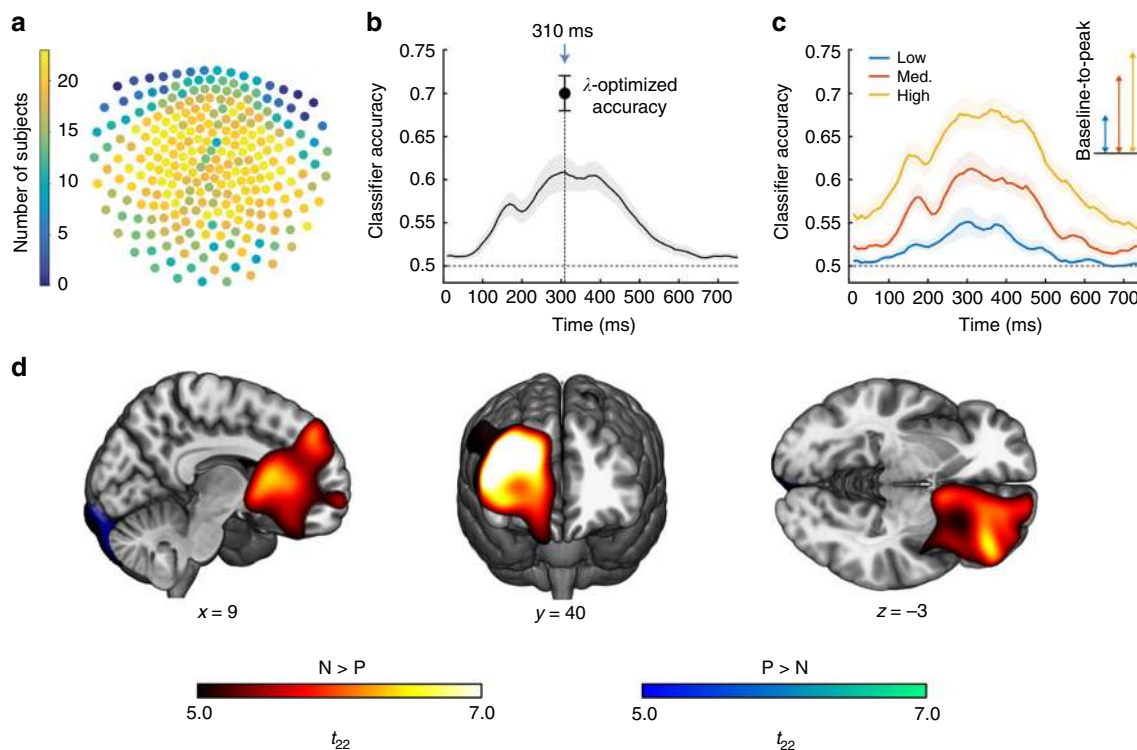 a
Number of subjects
20
15
10
5
0
b
310 ms
λ-optimized
accuracy
Classifier accuracy
0.75
0.7
0.65
0.6
0.55
0.5
0 100 200 300 400 500 600 700
Time (ms)
c
Low
Med.
High
Baseline-to-peak
Classifier accuracy
0.75
0.7
0.65
0.6
0.55
0.5
0 100 200 300 400 500 600 700
Time (ms)
d
x = 9
y = 40
z = –3
N > P
5.0 7.0
t22
P > N
5.0 7.0
t22